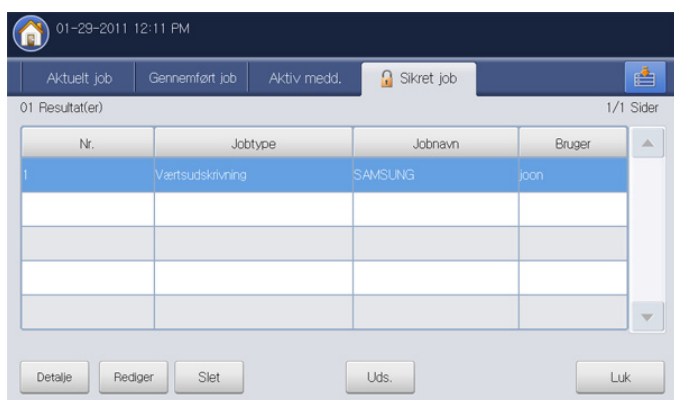 01-29-2011 12:11 PM
Aktuelt job Gennemført job Aktiv medd. Sikret job
01 Resultat(er) 1/1 Sider
Nr. Jobtype Jobnavn Bruger
1 Værtsudskrivning SAMSUNG joon
Detalje Rediger Slet Uds. Luk